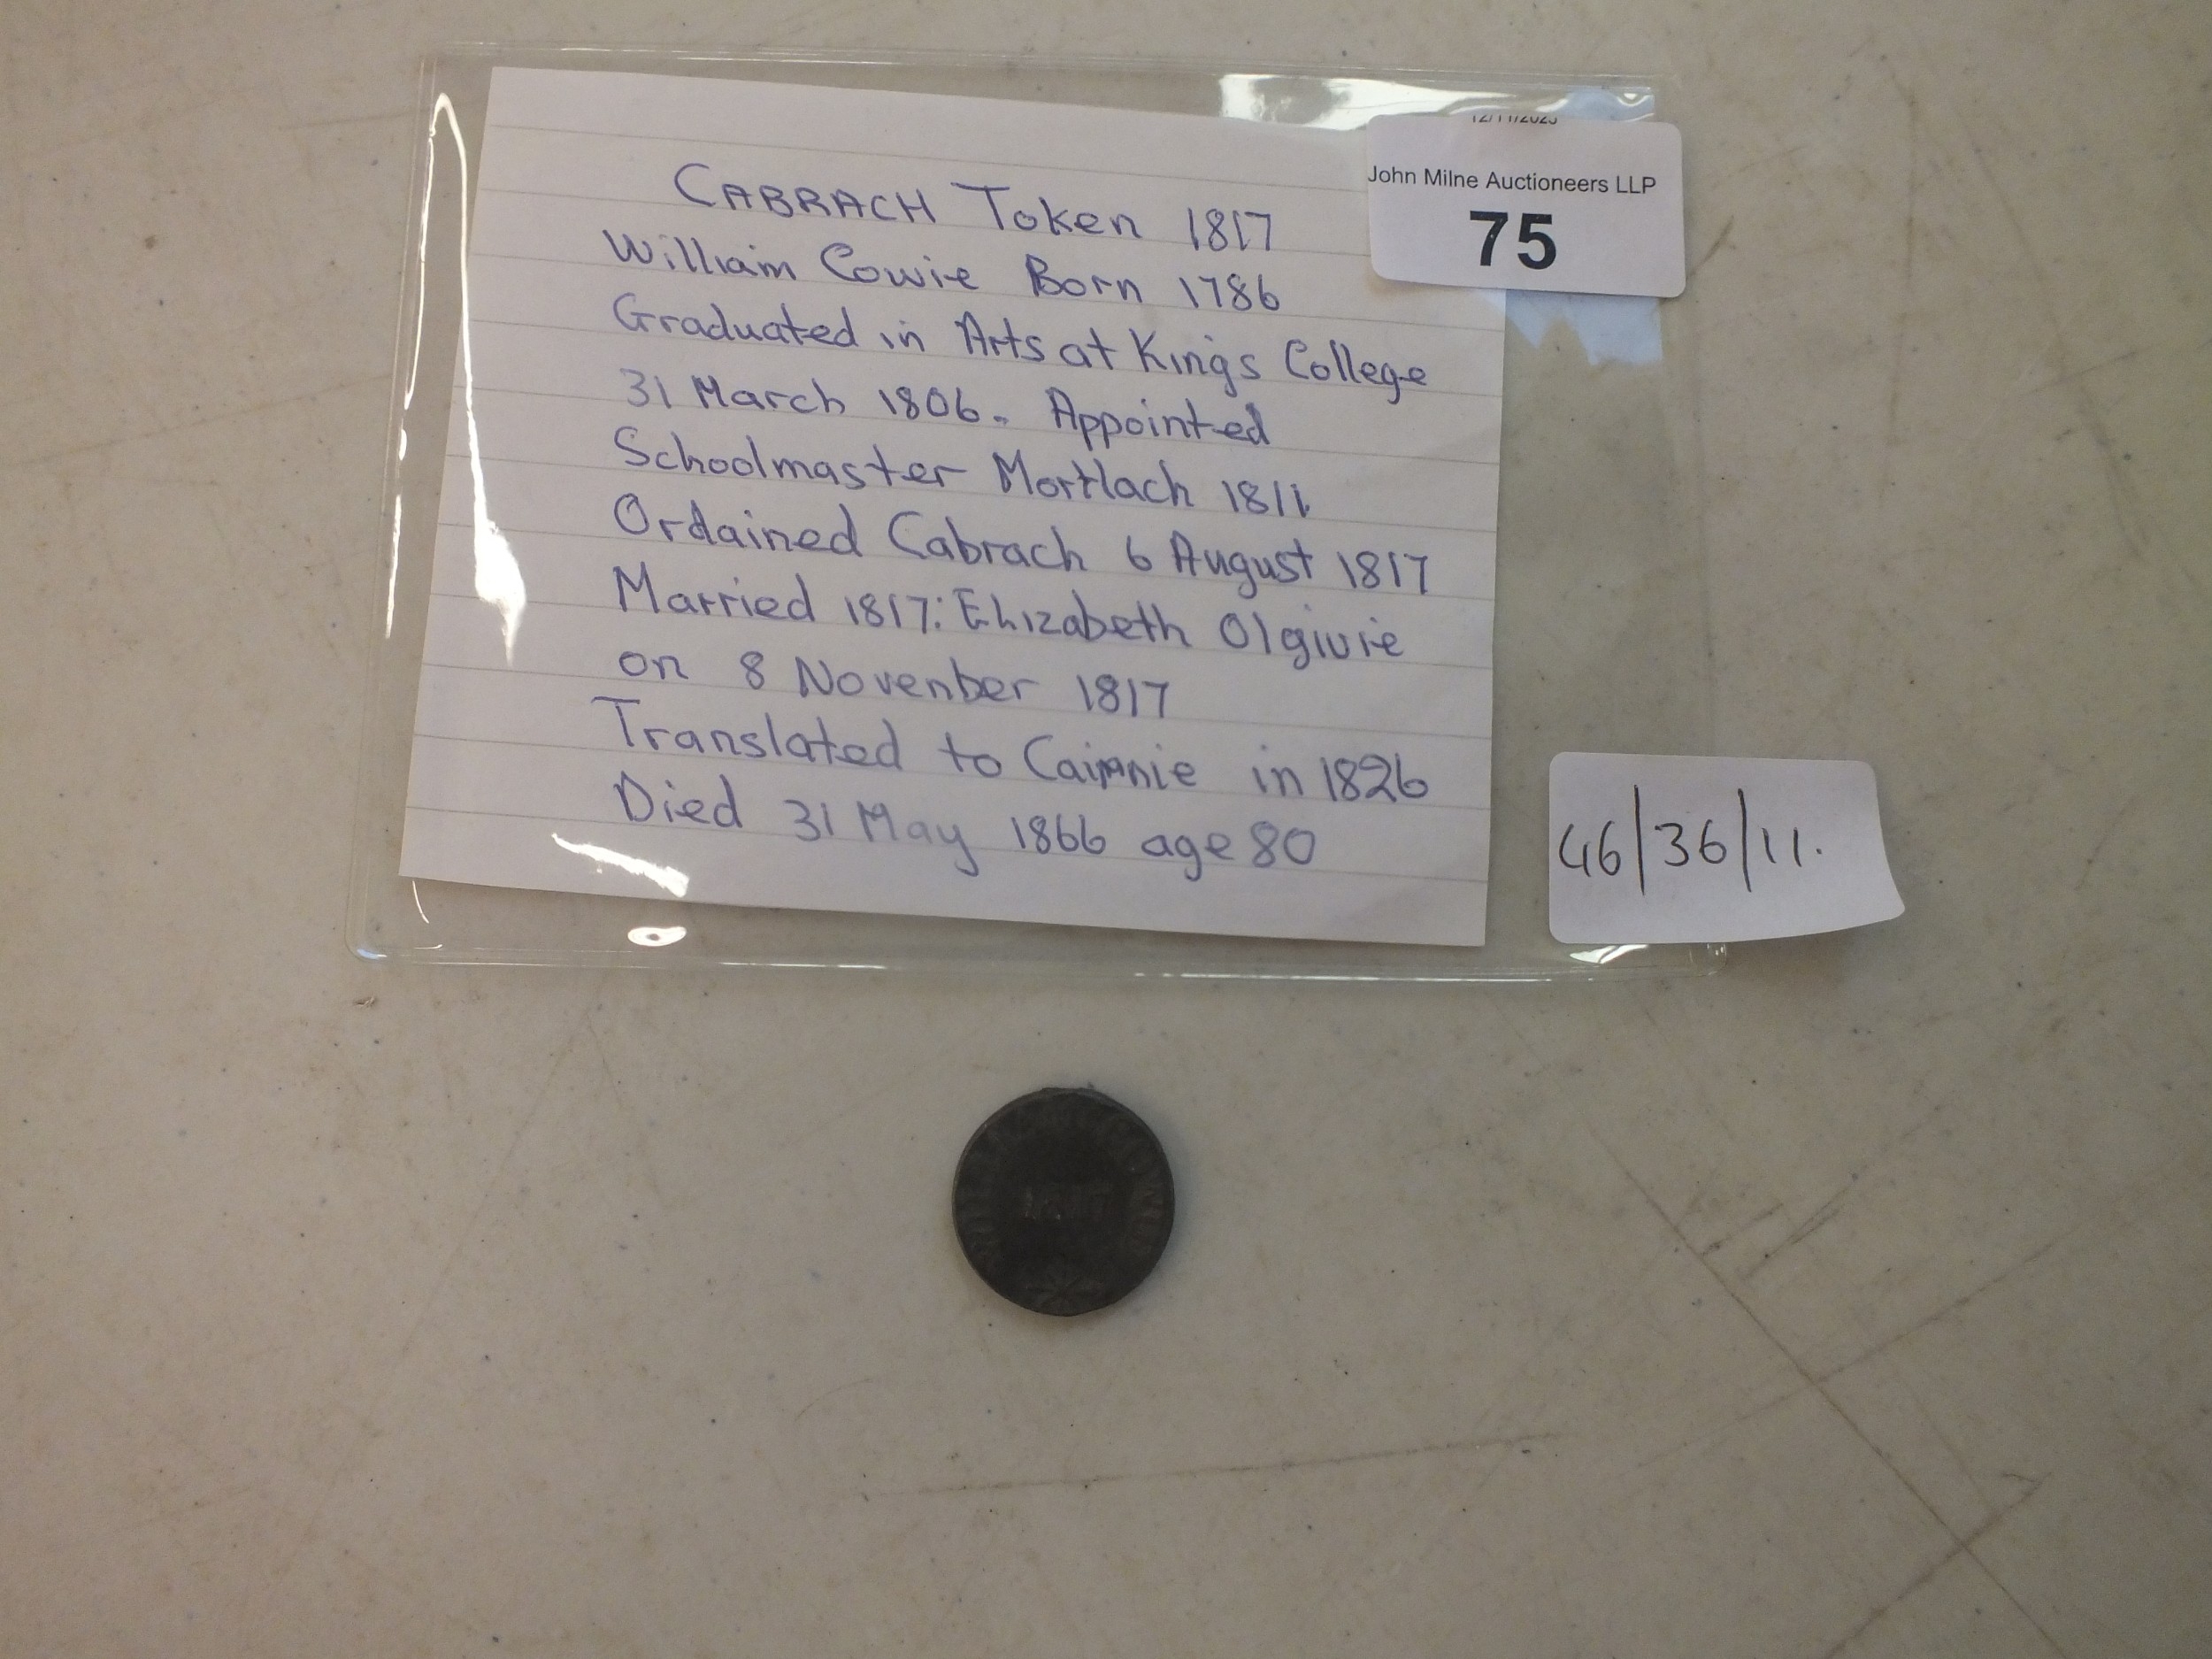 CABRACH Token 1817
William Cowie Born 1786
Graduated in Arts at King's College
31 March 1806. Appointed
Schoolmaster Mortlach 1811.
Ordained Cabrach 6 August 1817
Married 1817: Elizabeth Olgivie
on 8 November 1817
Translated to Cairnie in 1826
Died 31 May 1866 age 80
John Milne Auctioneers LLP
75
46/36/11.